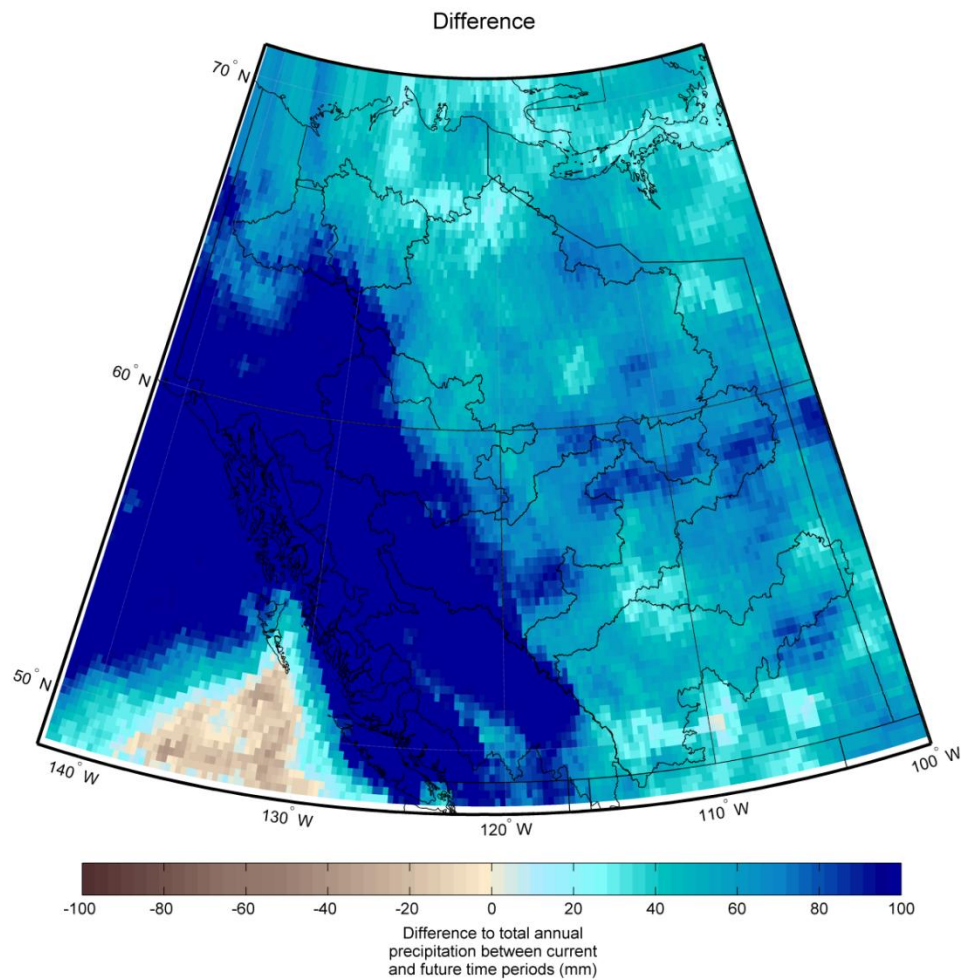 Difference
70° N
60° N
50° N
140° W
130° W
120° W
110° W
100° W
-100 -80 -60 -40 -20 0 20 40 60 80 100
Difference to total annual
precipitation between current
and future time periods (mm)